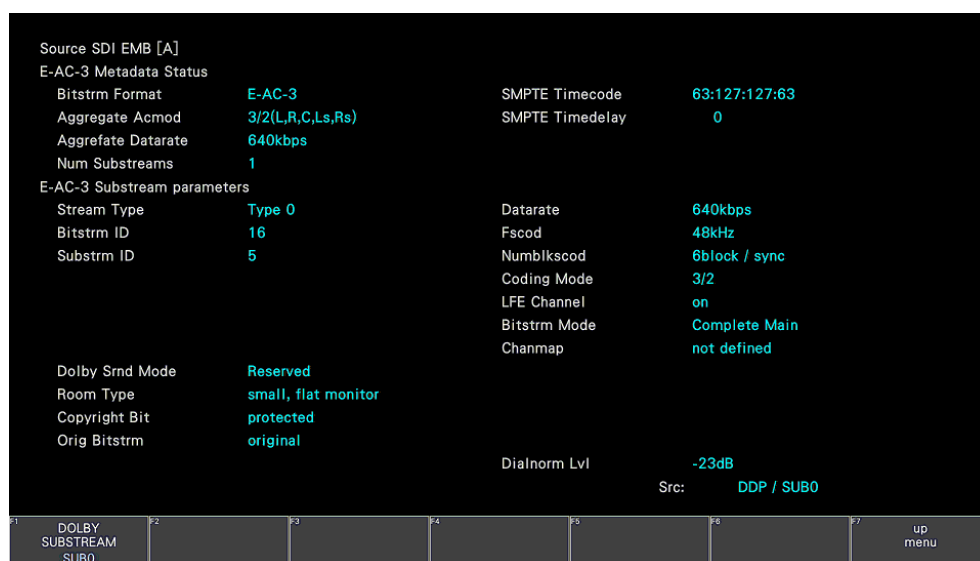 Source SDI EMB [A]
E-AC-3 Metadata Status
Bitstrm Format E-AC-3 SMPTE Timecode 63:127:127:63
Aggregate Acmod 3/2(L,R,C,Ls,Rs) SMPTE Timedelay 0
Aggrefate Datarate 640kbps
Num Substreams 1
E-AC-3 Substream parameters
Stream Type Type 0 Datarate 640kbps
Bitstrm ID 16 Fscod 48kHz
Substrm ID 5 Numblkscod 6block / sync
Coding Mode 3/2
LFE Channel on
Bitstrm Mode Complete Main
Chanmap not defined
Dolby Srnd Mode Reserved
Room Type small, flat monitor
Copyright Bit protected
Orig Bitstrm original
Dialnorm Lvl -23dB
Src: DDP / SUB0
F1 F2 F3 F4 F5 F6 F7
DOLBY up
SUBSTREAM menu
SUB0